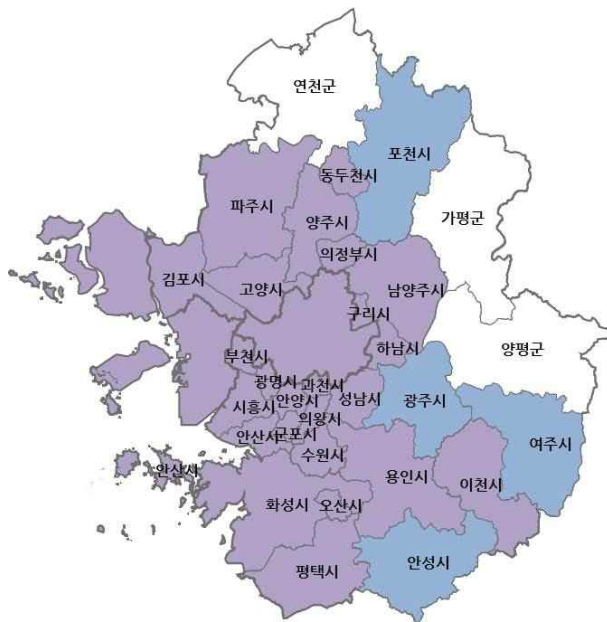 연천군
포천시
동두천시
파주시
양주시
가평군
의정부시
김포시
고양시
남양주시
구리시
양평군
부천시
하남시
광명시
과천시
시흥시
안양시
성남시
광주시
의왕시
안산시
군포시
여주시
수원시
안산시
용인시
이천시
화성시
오산시
안성시
평택시